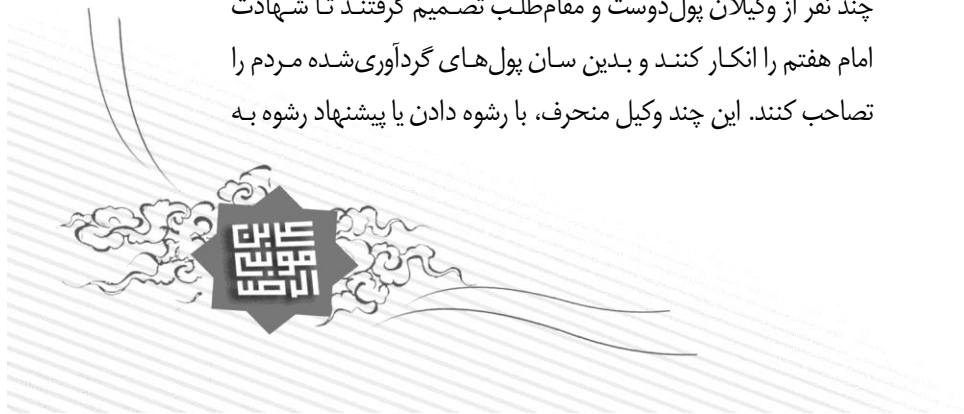 چند نفر از وکیلان پول‌دوست و مقام‌طلب تصمیم گرفتند تا شهادت
امام هفتم را انکار کنند و بدین سان پول‌های گردآوری‌شده مردم را
تصاحب کنند. این چند وکیل منحرف، با رشوه دادن یا پیشنهاد رشوه به